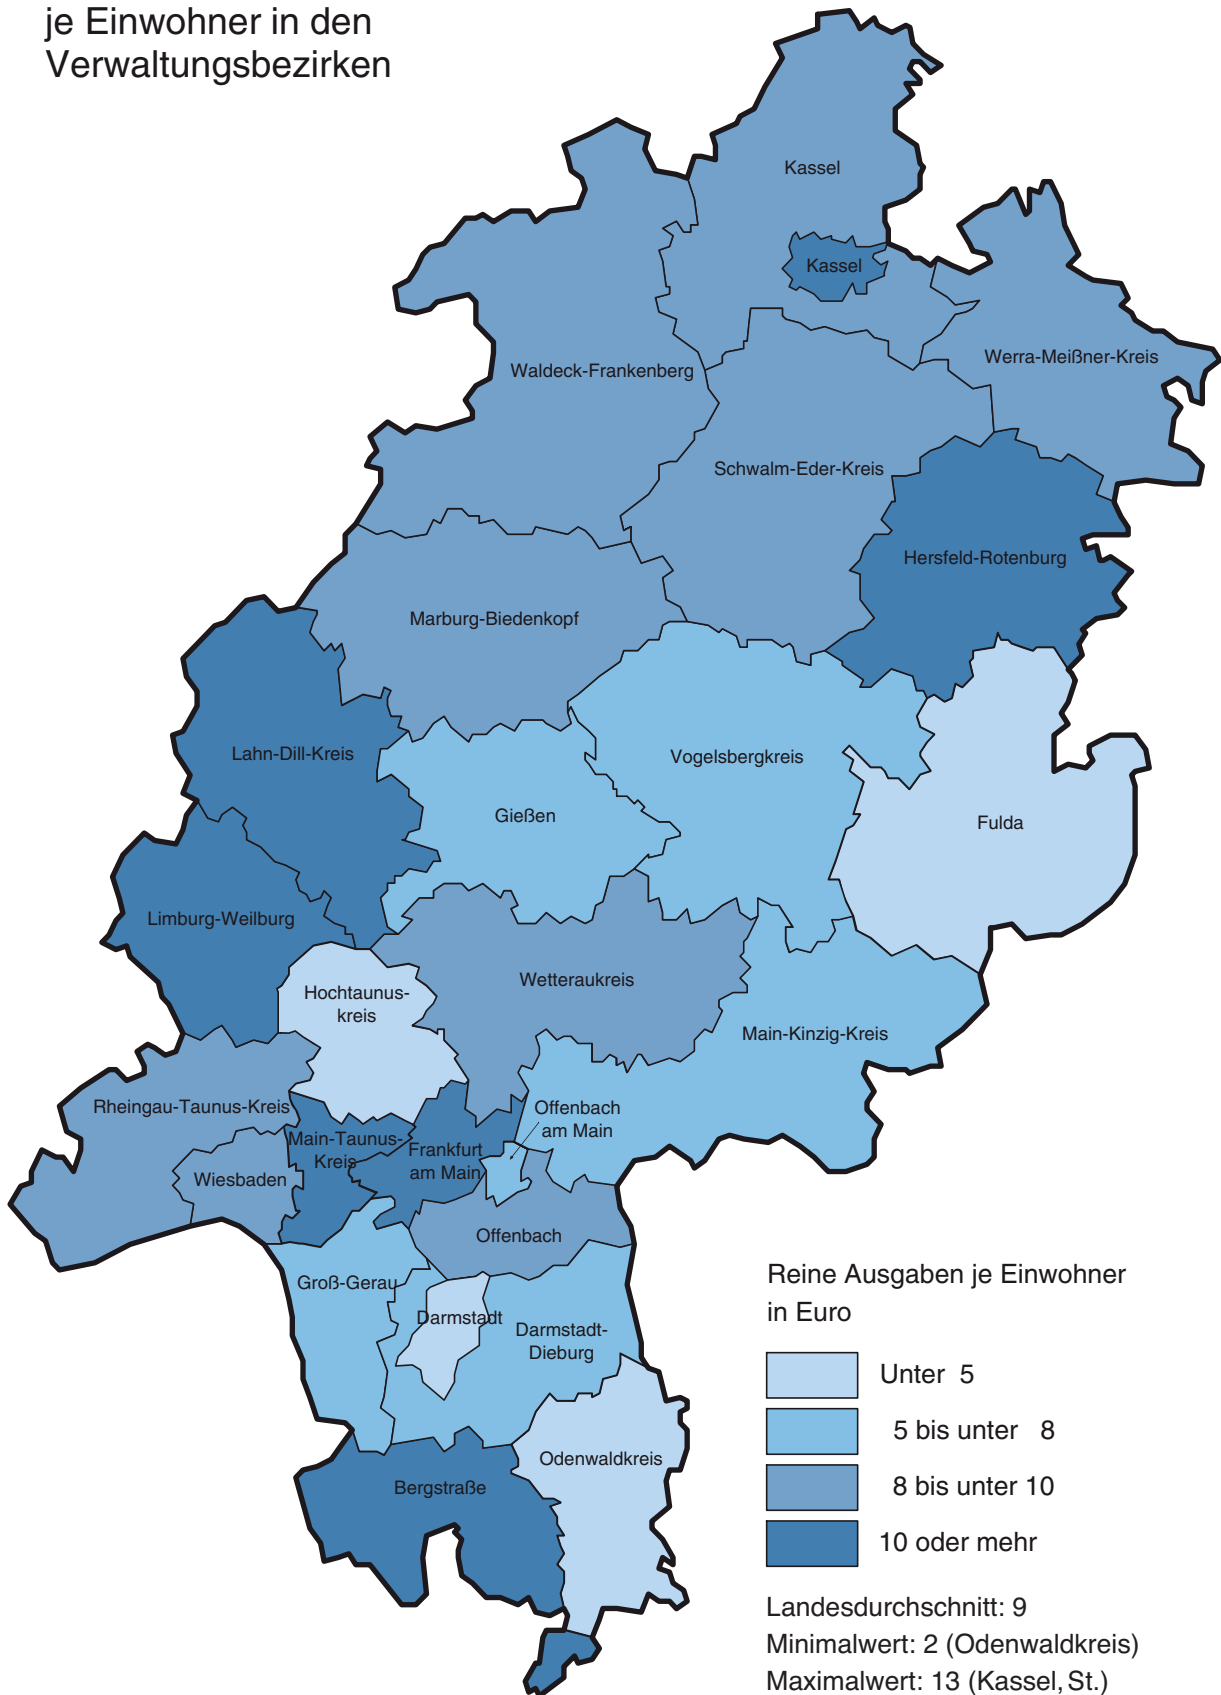 je Einwohner in den
Verwaltungsbezirken
Kassel
Kassel
Werra-Meißner-Kreis
Waldeck-Frankenberg
Schwalm-Eder-Kreis
Hersfeld-Rotenburg
Marburg-Biedenkopf
Lahn-Dill-Kreis
Vogelsbergkreis
Gießen
Fulda
Limburg-Weilburg
Wetteraukreis
Hochtaunus-
kreis
Main-Kinzig-Kreis
Rheingau-Taunus-Kreis
Offenbach
am Main
Main-Taunus-
Kreis
Frankfurt
am Main
Wiesbaden
Offenbach
Groß-Gerau
Darmstadt
Darmstadt-
Dieburg
Odenwaldkreis
Bergstraße
Reine Ausgaben je Einwohner
in Euro
Unter 5
5 bis unter 8
8 bis unter 10
10 oder mehr
Landesdurchschnitt: 9
Minimalwert: 2 (Odenwaldkreis)
Maximalwert: 13 (Kassel, St.)